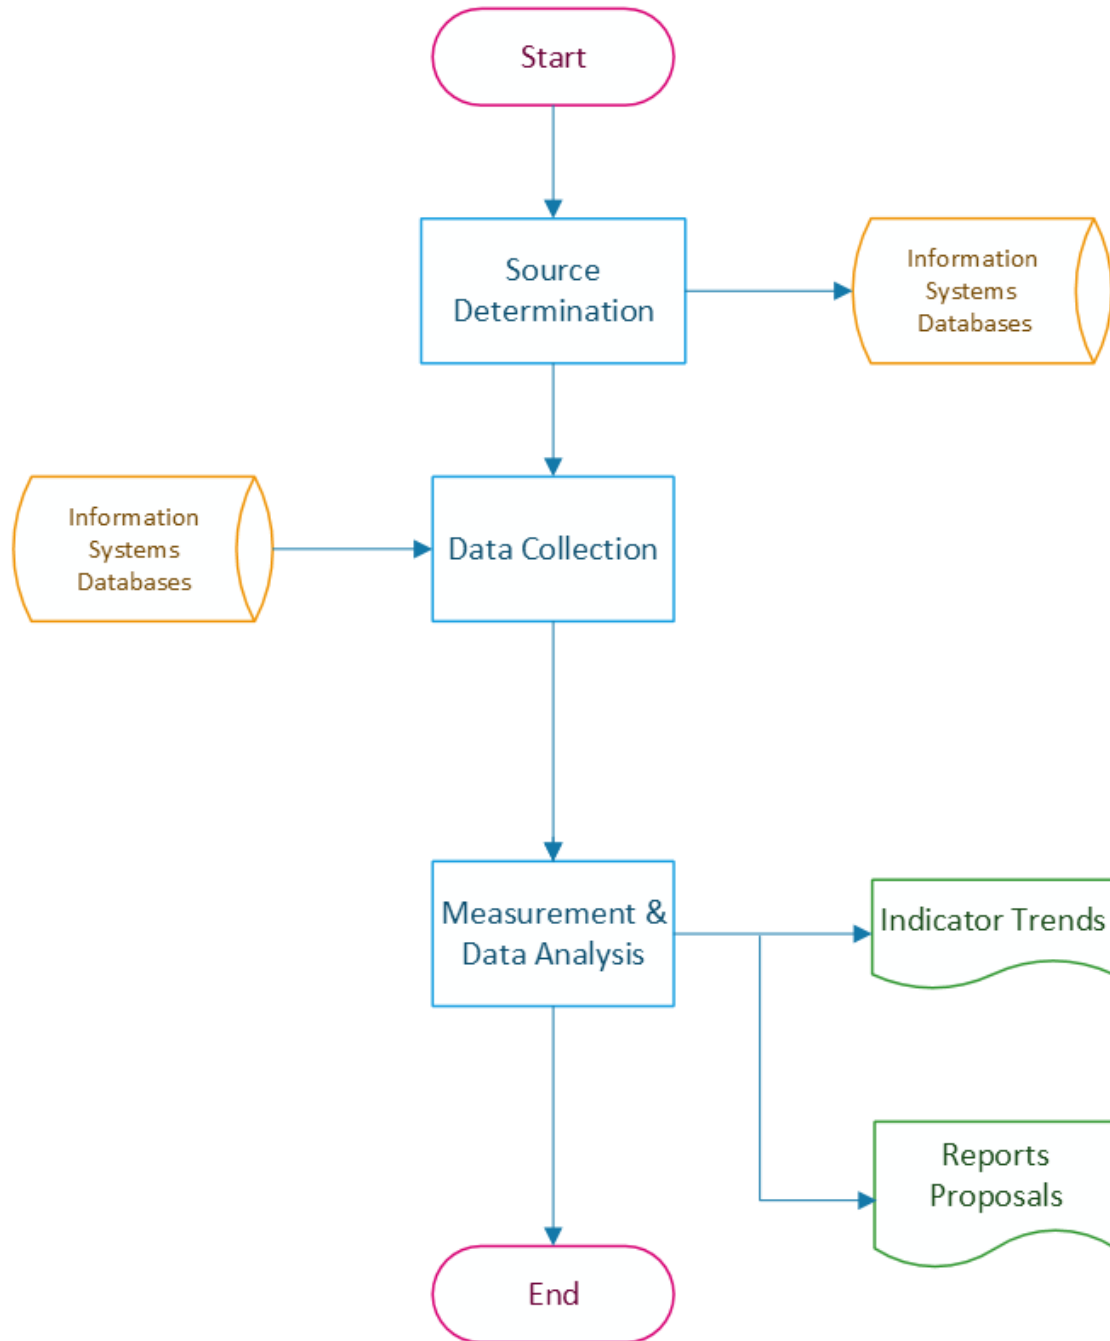 Start
Source
Determination
Information
Systems
Databases
Information
Systems
Databases
Data Collection
Measurement &
Data Analysis
Indicator Trends
Reports
Proposals
End